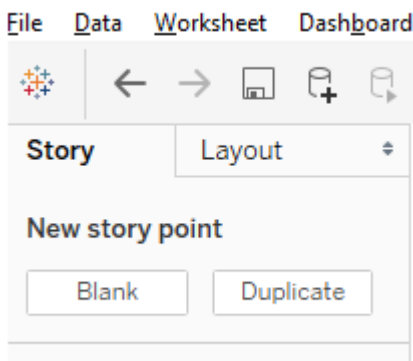 File Data Worksheet Dashboard
Story Layout
New story point
Blank Duplicate